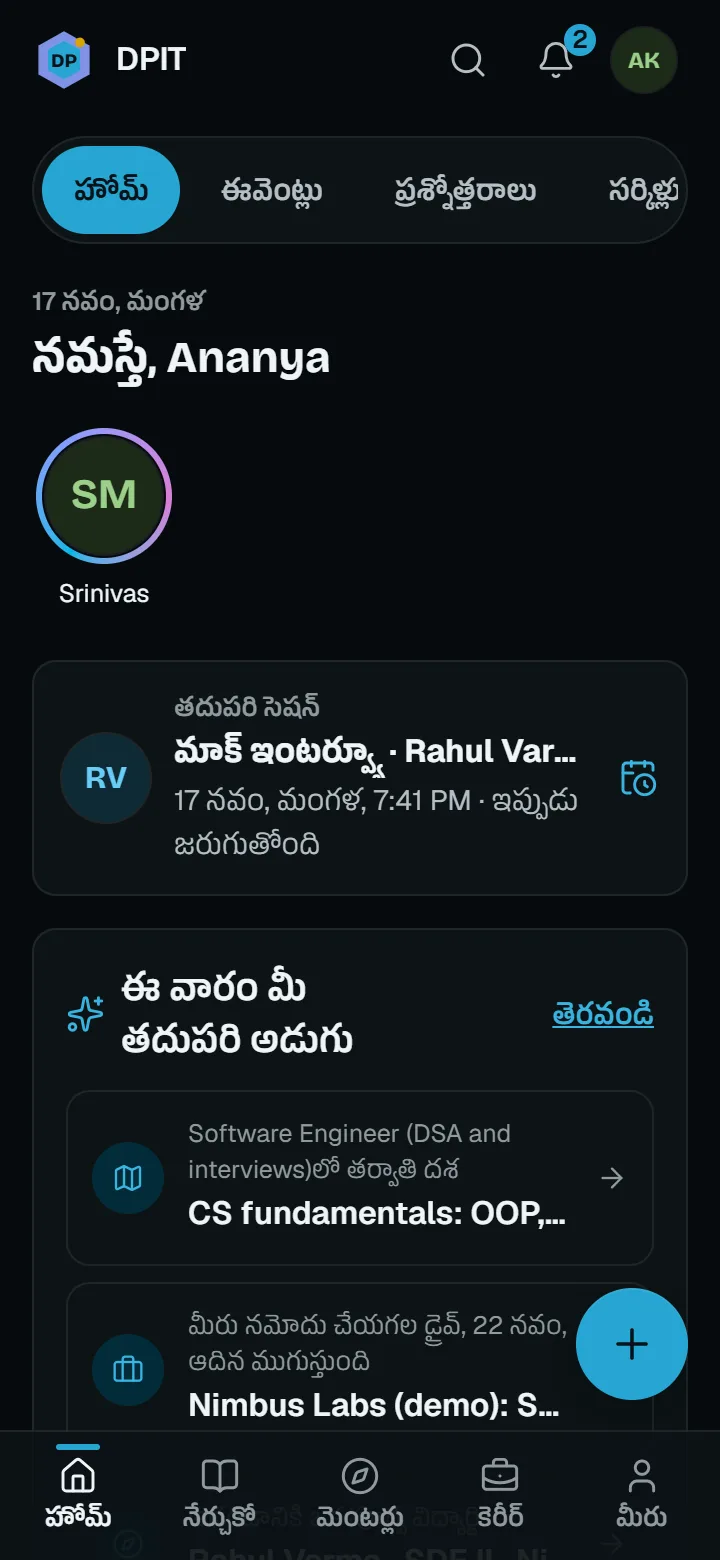 DP
DPIT
2
AK
హోమ్
ఈవెంట్లు
ప్రశ్నోత్తరాలు
సర్కిళ్లు
17 నవం, మంగళ
నమస్తే, Ananya
SM
Srinivas
తదుపరి సెషన్
RV
మాక్ ఇంటర్వ్యూ · Rahul Var...
17 నవం, మంగళ, 7:41 PM · ఇప్పుడు
జరుగుతోంది
ఈ వారం మీ
తదుపరి అడుగు
తెరవండి
Software Engineer (DSA and
interviews)లో తర్వాతి దశ
CS fundamentals: OOP,...
మీరు నమోదు చేయగల డ్రైవ్, 22 నవం,
ఆదిన ముగుస్తుంది
Nimbus Labs (demo): S...
హోమ్
నేర్చుకో
మెంటర్లు
కెరీర్
మీరు